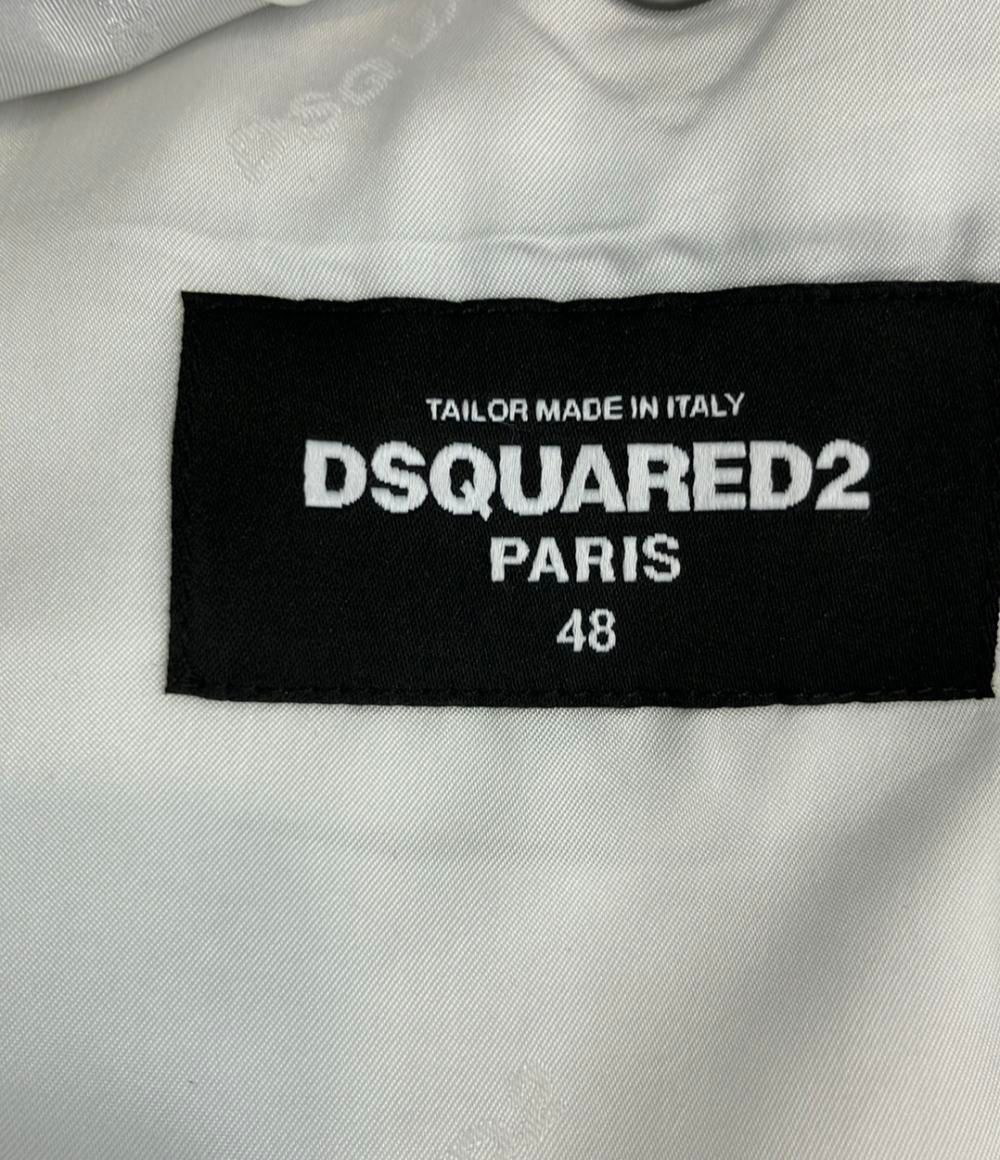 TAILOR MADE IN ITALY
DSQUARED2
PARIS
48